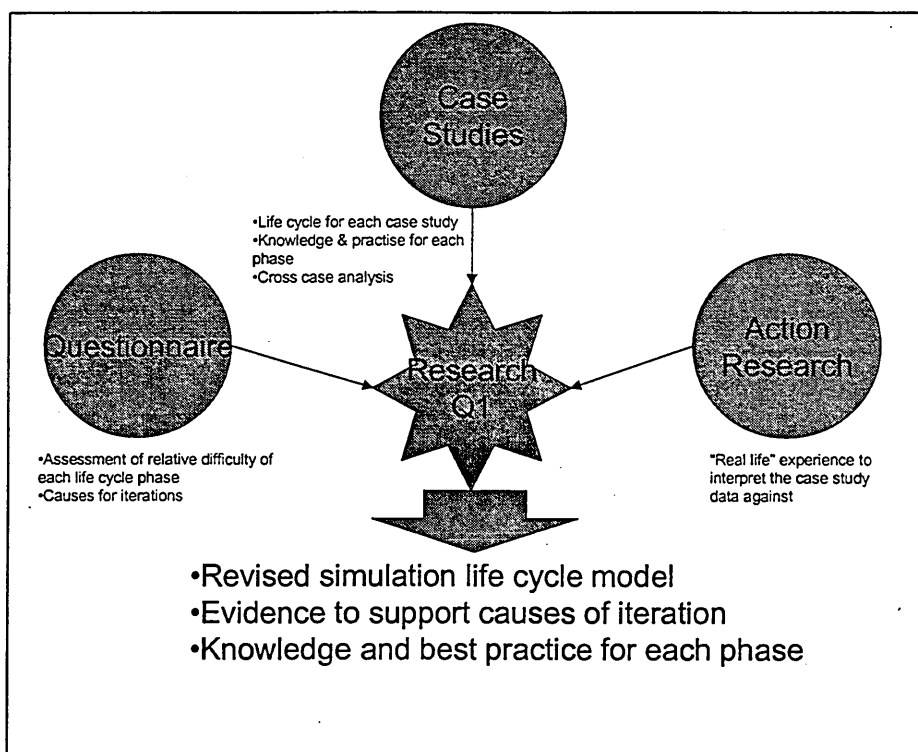 Case
Studies
•Life cycle for each case study
•Knowledge & practise for each
phase
•Cross case analysis
Questionnaire
Research
Q1
Action
Research
•Assessment of relative difficulty of
each life cycle phase
•Causes for iterations
"Real life" experience to
interpret the case study
data against
•Revised simulation life cycle model
•Evidence to support causes of iteration
•Knowledge and best practice for each phase